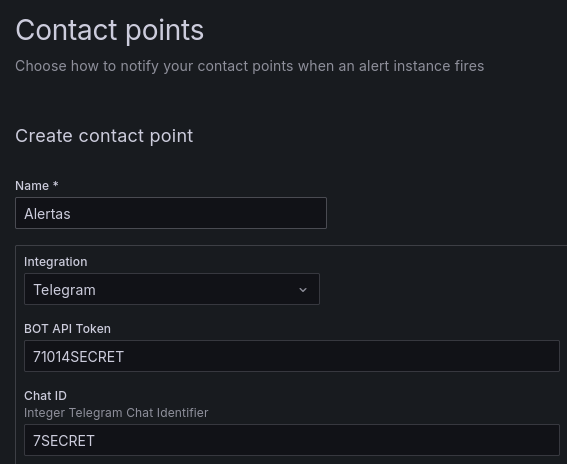 Contact points
Choose how to notify your contact points when an alert instance fires
Create contact point
Name *
Alertas
Integration
Telegram
BOT API Token
71014SECRET
Chat ID
Integer Telegram Chat Identifier
7SECRET